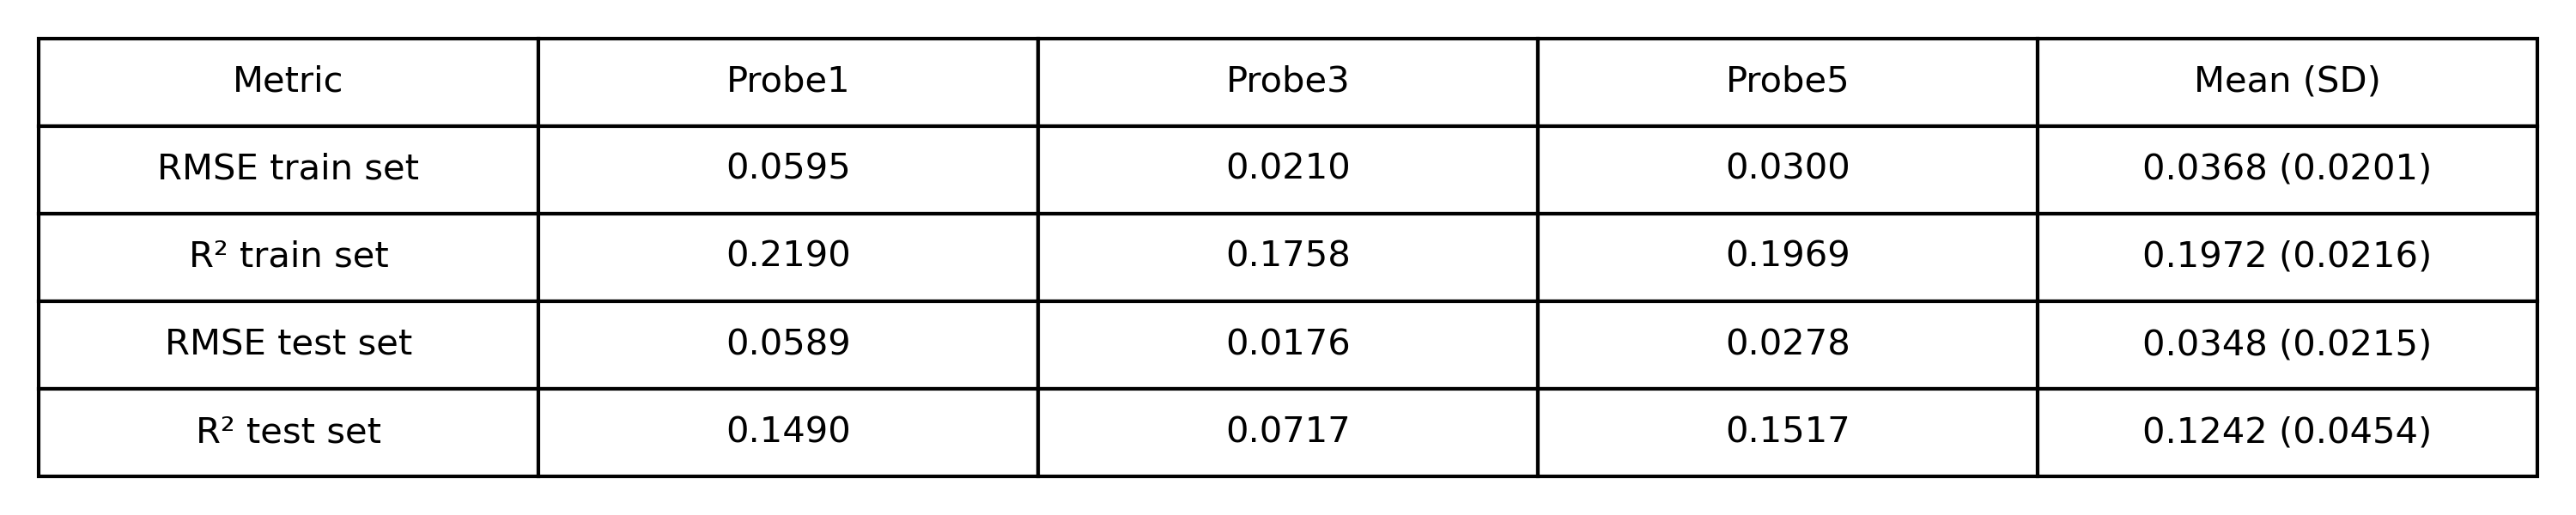 Metric Probe1 Probe3 Probe5 Mean (SD)
RMSE train set 0.0595 0.0210 0.0300 0.0368 (0.0201)
R² train set 0.2190 0.1758 0.1969 0.1972 (0.0216)
RMSE test set 0.0589 0.0176 0.0278 0.0348 (0.0215)
R² test set 0.1490 0.0717 0.1517 0.1242 (0.0454)